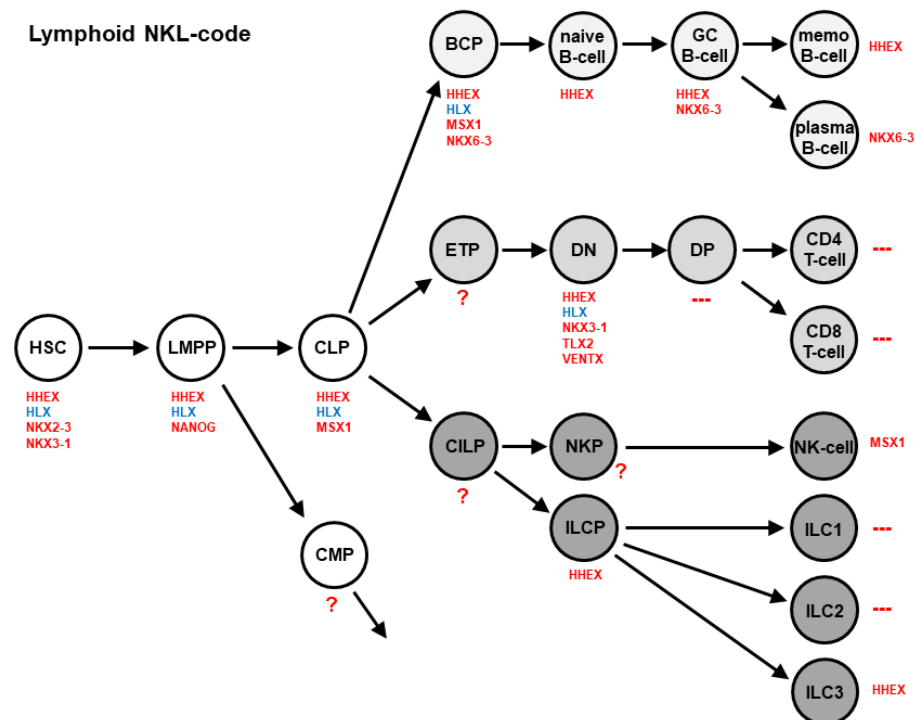 Lymphoid NKL-code
BCP
HHEX
HLX
MSX1
NKX6-3
naive
B-cell
HHEX
GC
B-cell
HHEX
NKX6-3
memo
B-cell
HHEX
plasma
B-cell
NKX6-3
ETP
?
DN
HHEX
HLX
NKX3-1
TLX2
VENTX
DP
---
CD4
T-cell
---
CD8
T-cell
---
HSC
HHEX
HLX
NKX2-3
NKX3-1
LMPP
HHEX
HLX
NANOG
CLP
HHEX
HLX
MSX1
CILP
?
NKP
?
NK-cell
MSX1
ILCP
HHEX
ILC1
---
ILC2
---
ILC3
HHEX
CMP
?